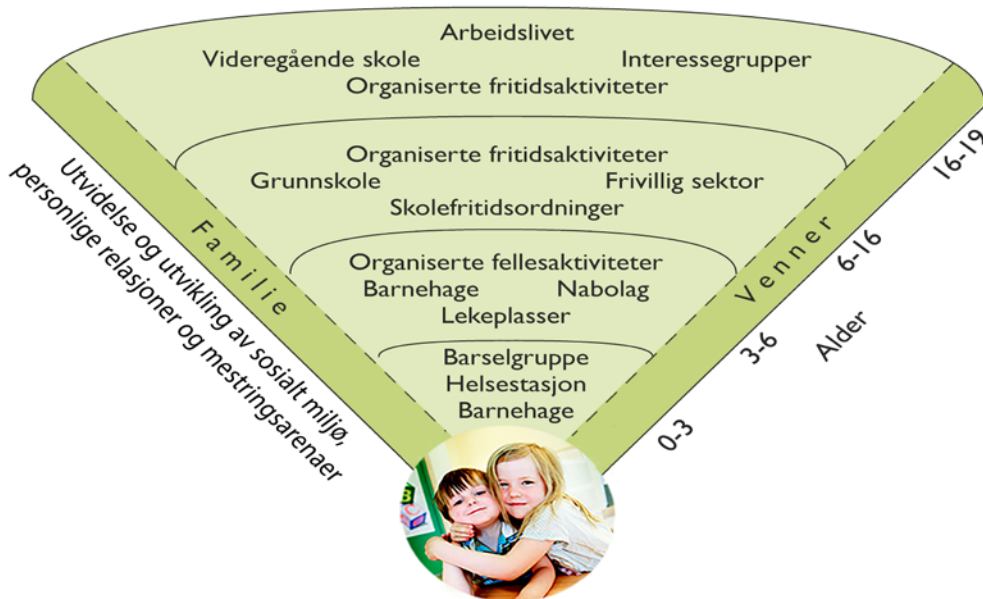 Arbeidslivet
Videregående skole Interessegrupper
Organiserte fritidsaktiviteter
Organiserte fritidsaktiviteter
Grunnskole Frivillig sektor
Skolefritidsordninger
Organiserte fellesaktiviteter
Barnehage Nabolag
Lekeplasser
Barselgruppe
Helsestasjon
Barnehage
Familie
Venner
Utvidelse og utvikling av sosialt miljø,
personlige relasjoner og mestringsarenaer
16-19
6-16
3-6
0-3
Alder
B
C